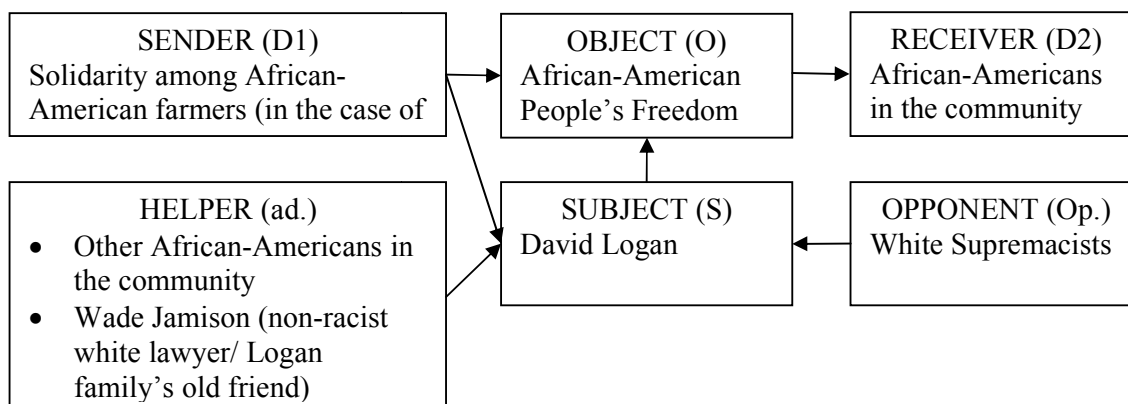 SENDER (D1)
Solidarity among African-
American farmers (in the case of
OBJECT (O)
African-American
People’s Freedom
RECEIVER (D2)
African-Americans
in the community
HELPER (ad.)
• Other African-Americans in
the community
• Wade Jamison (non-racist
white lawyer/ Logan
family’s old friend)
SUBJECT (S)
David Logan
OPPONENT (Op.)
White Supremacists